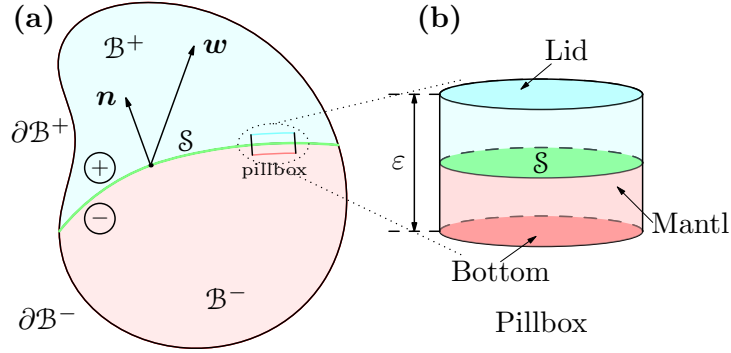 (a)
ℬ⁺
𝒘
𝒏
∂ℬ⁺
𝒮
+
−
pillbox
ℬ⁻
∂ℬ⁻
(b)
Lid
ε
𝒮
Mantl
Bottom
Pillbox